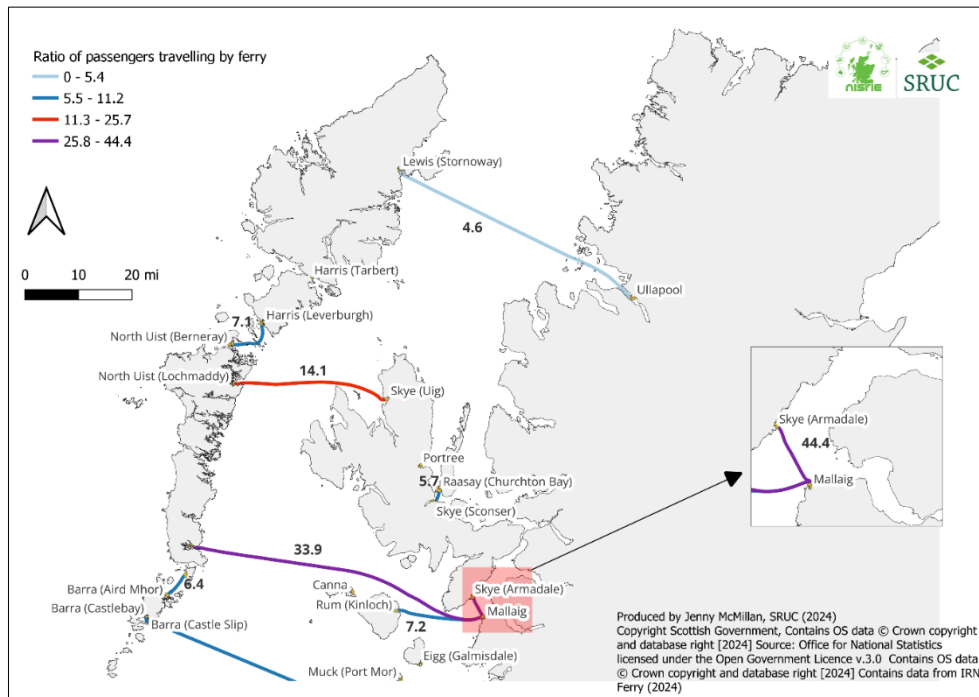 Ratio of passengers travelling by ferry
0 - 5.4
5.5 - 11.2
11.3 - 25.7
25.8 - 44.4
nisrie
SRUC
Lewis (Stornoway)
4.6
0 10 20 mi
Harris (Tarbert)
Ullapool
7.1
Harris (Leverburgh)
North Uist (Berneray)
14.1
North Uist (Lochmaddy)
Skye (Uig)
Skye (Armadale)
44.4
Mallaig
Portree
5.7
Raasay (Churchton Bay)
Skye (Sconser)
33.9
6.4
Barra (Aird Mhor)
Canna
Skye (Armadale)
Barra (Castlebay)
Rum (Kinloch)
Mallaig
Barra (Castle Slip)
7.2
Eigg (Galmisdale)
Muck (Port Mor)
Produced by Jenny McMillan, SRUC (2024)
Copyright Scottish Government, Contains OS data © Crown copyright
and database right [2024] Source: Office for National Statistics
licensed under the Open Government Licence v.3.0 Contains OS data
© Crown copyright and database right [2024] Contains data from IRN
Ferry (2024)